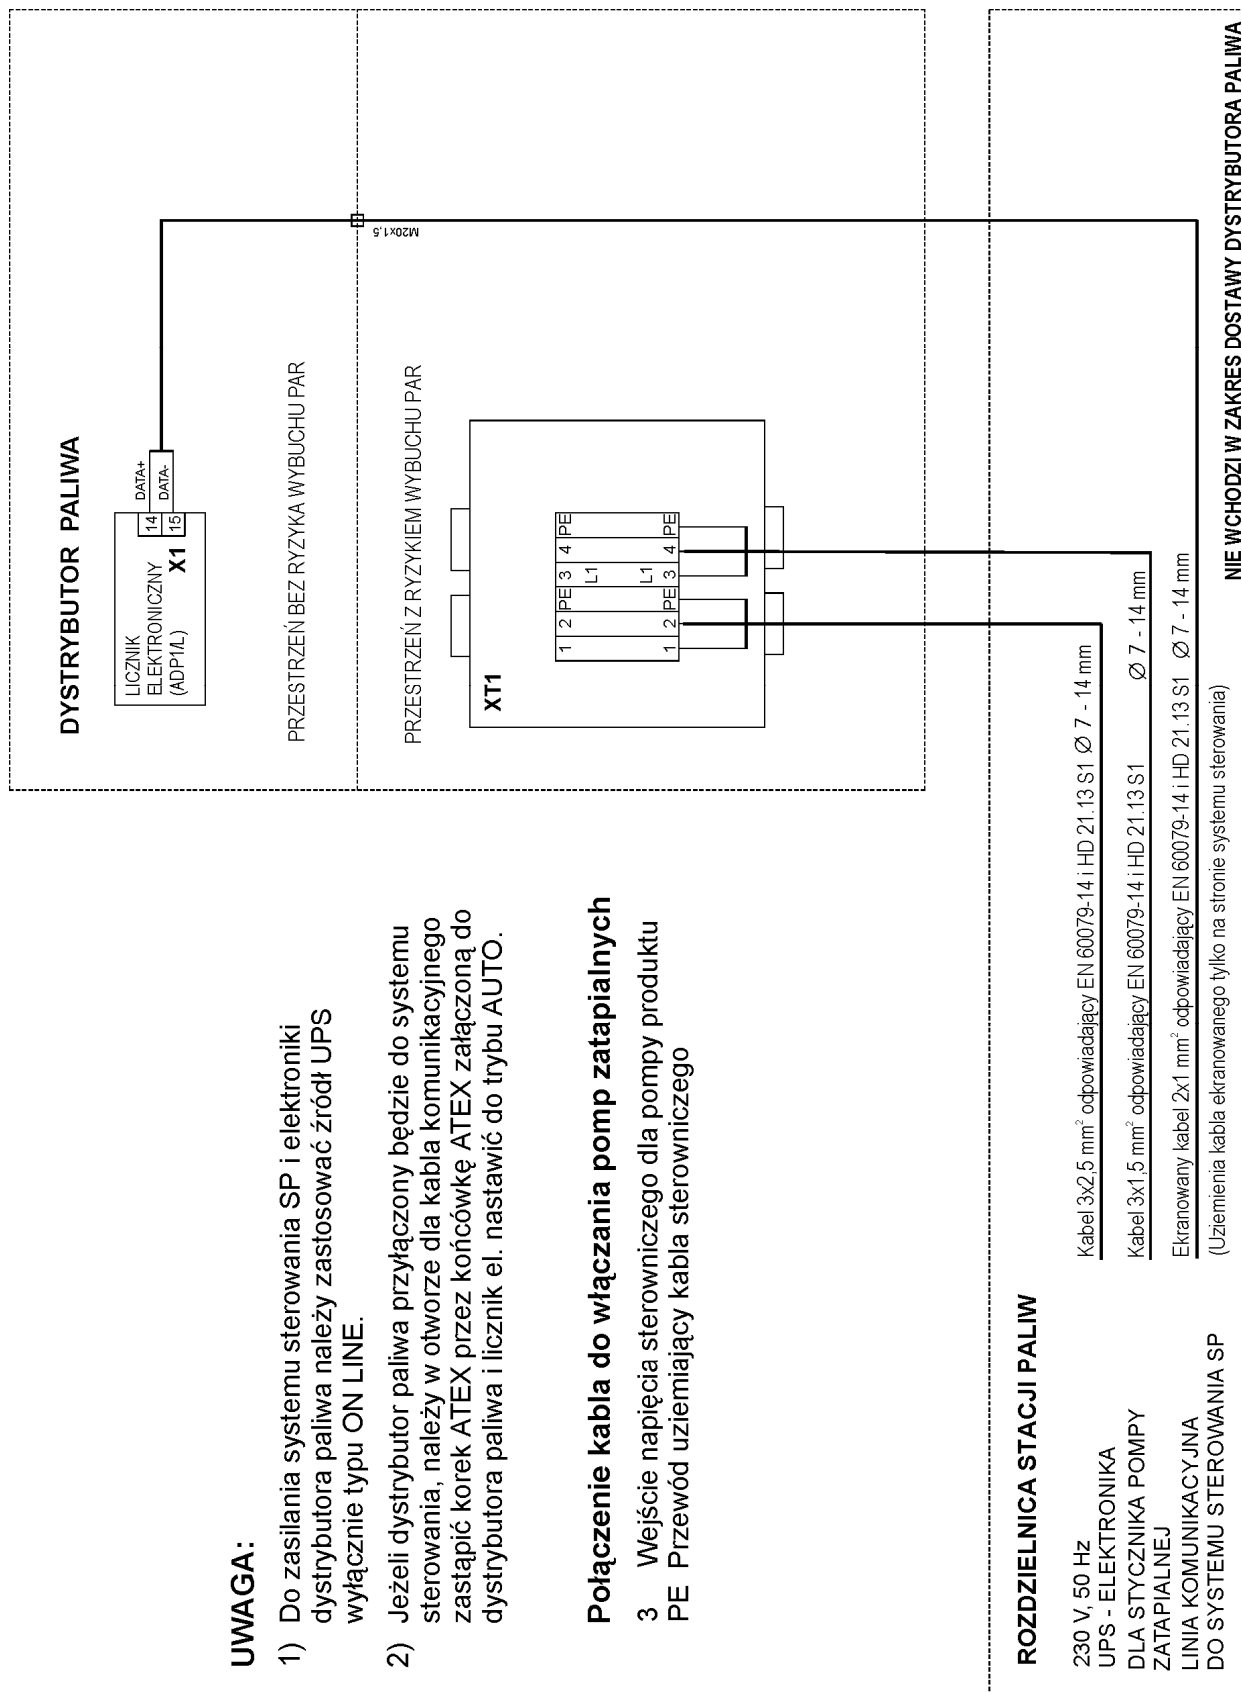 DYSTRYBUTOR PALIWA
LICZNIK
ELEKTRONICZNY
(ADP1/L)
X1
14
15
DATA+
DATA-
PRZESTRZEŃ BEZ RYZYKA WYBUCHU PAR
M20x1,5
PRZESTRZEŃ Z RYZYKIEM WYBUCHU PAR
XT1
1 2 PE 3 4 PE
L1
L1
1 2 PE 3 4 PE
UWAGA:
1) Do zasilania systemu sterowania SP i elektroniki
dystrybutora paliwa należy zastosować źródł UPS
wyłącznie typu ON LINE.
2) Jeżeli dystrybutor paliwa przyłączony będzie do systemu
sterowania, należy w otworze dla kabla komunikacyjnego
zastąpić korek ATEX przez końcówkę ATEX załączoną do
dystrybutora paliwa i licznik el. nastawić do trybu AUTO.
Połączenie kabla do włączania pomp zatapialnych
3 Wejście napięcia sterowniczego dla pompy produktu
PE Przewód uziemiający kabla sterowniczego
ROZDZIELNICA STACJI PALIW
230 V, 50 Hz
UPS - ELEKTRONIKA
Kabel 3x2,5 mm² odpowiadający EN 60079-14 i HD 21.13 S1 Ø 7 - 14 mm
DLA STYCZNIKA POMPY
ZATAPIALNEJ
Kabel 3x1,5 mm² odpowiadający EN 60079-14 i HD 21.13 S1 Ø 7 - 14 mm
LINIA KOMUNIKACYJNA
DO SYSTEMU STEROWANIA SP
Ekranowany kabel 2x1 mm² odpowiadający EN 60079-14 i HD 21.13 S1 Ø 7 - 14 mm
(Uziemienia kabla ekranowanego tylko na stronie systemu sterowania)
NIE WCHODZI W ZAKRES DOSTAWY DYSTRYBUTORA PALIWA